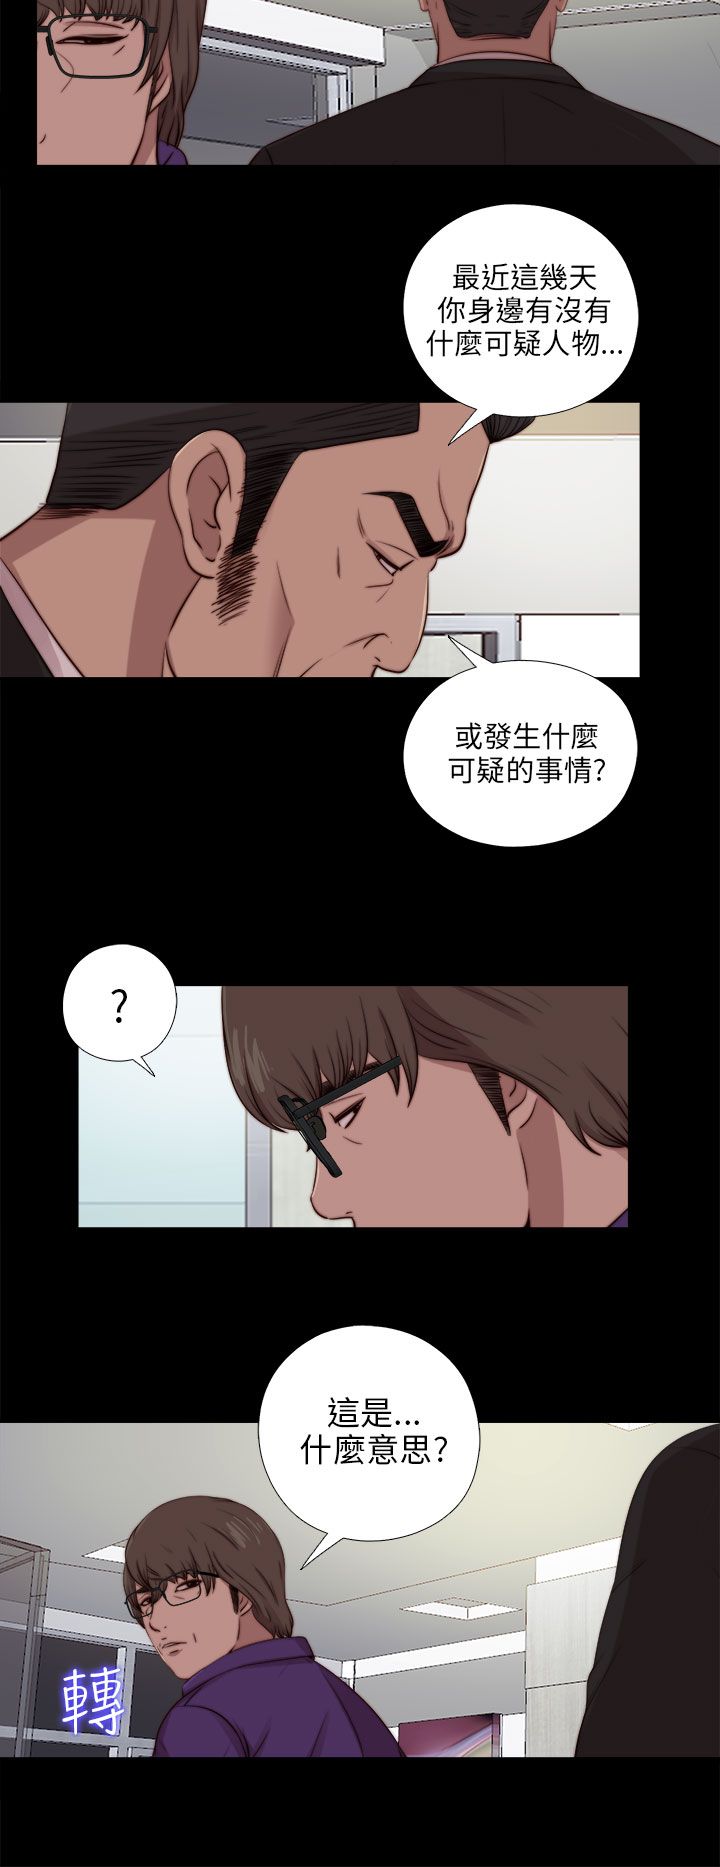 最近這幾天
你身邊有沒有
什麼可疑人物...
或發生什麼
可疑的事情?
?
這是...
什麼意思?
轉